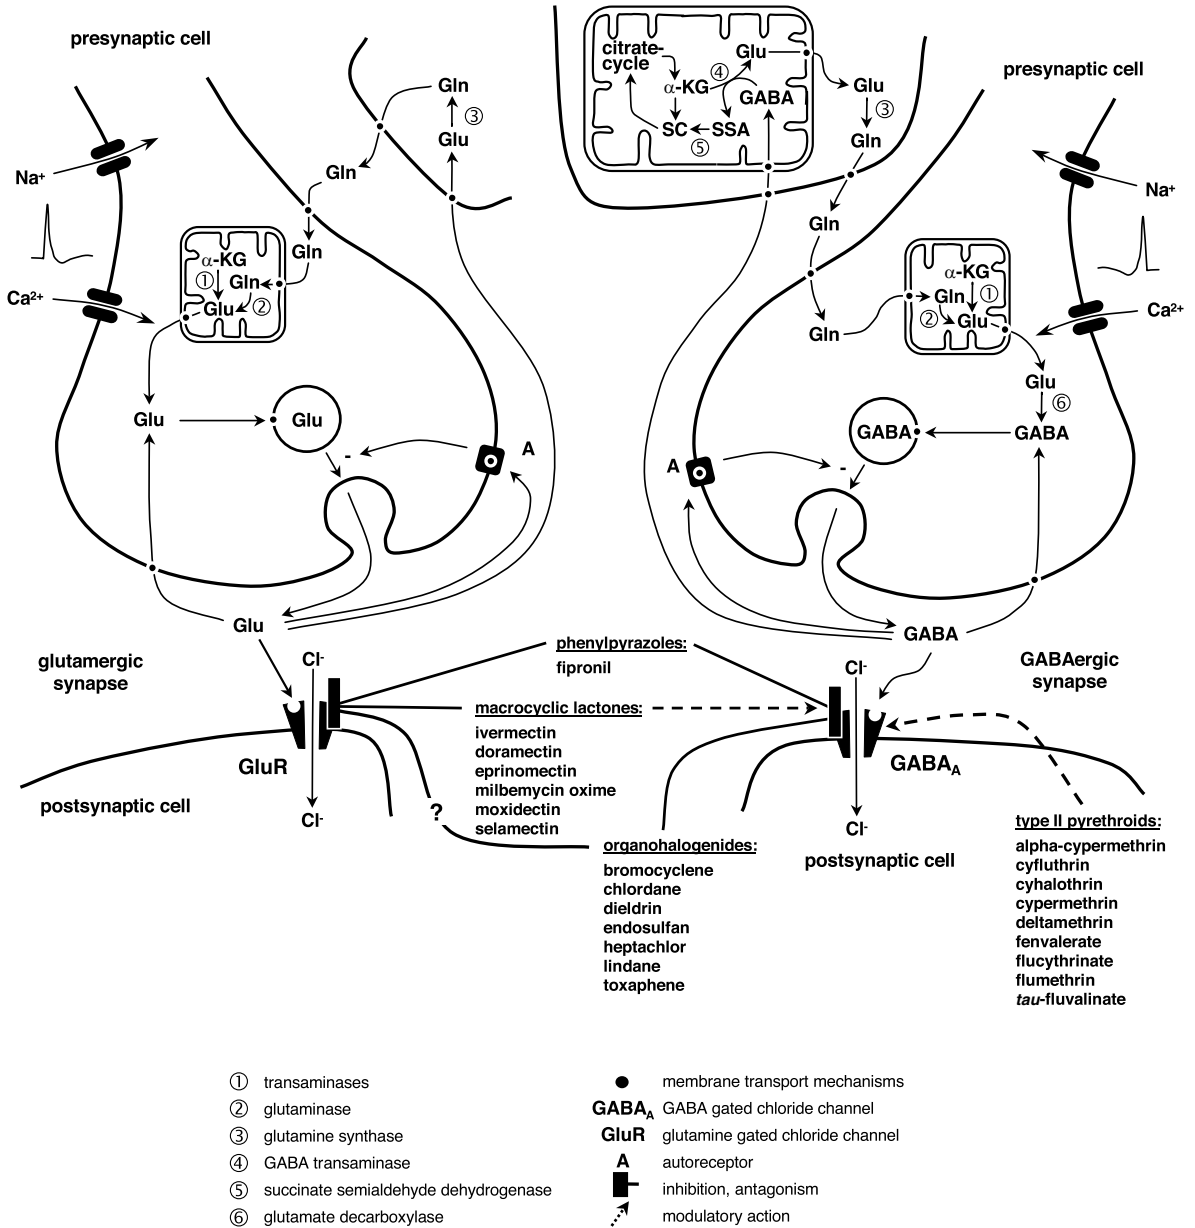 presynaptic cell
Na+
Ca2+
Gln
③
Glu
Gln
Gln
α-KG
①
Gln
②
Glu
Glu
Glu
-
A
Glu
glutamergic
synapse
Cl-
GluR
Cl-
postsynaptic cell
?
citrate-
cycle
Glu
④
α-KG
GABA
SC
SSA
⑤
Glu
③
Gln
Gln
Gln
presynaptic cell
Na+
Ca2+
α-KG
Gln
①
②
Glu
Glu
⑥
GABA
GABA
-
A
GABA
GABAergic
synapse
Cl-
GABAA
Cl-
postsynaptic cell
phenylpyrazoles:
fipronil
macrocyclic lactones:
ivermectin
doramectin
eprinomectin
milbemycin oxime
moxidectin
selamectin
organohalogenides:
bromocyclene
chlordane
dieldrin
endosulfan
heptachlor
lindane
toxaphene
type II pyrethroids:
alpha-cypermethrin
cyfluthrin
cyhalothrin
cypermethrin
deltamethrin
fenvalerate
flucythrinate
flumethrin
tau-fluvalinate
① transaminases
② glutaminase
③ glutamine synthase
④ GABA transaminase
⑤ succinate semialdehyde dehydrogenase
⑥ glutamate decarboxylase
membrane transport mechanisms
GABAA GABA gated chloride channel
GluR glutamine gated chloride channel
A autoreceptor
inhibition, antagonism
modulatory action